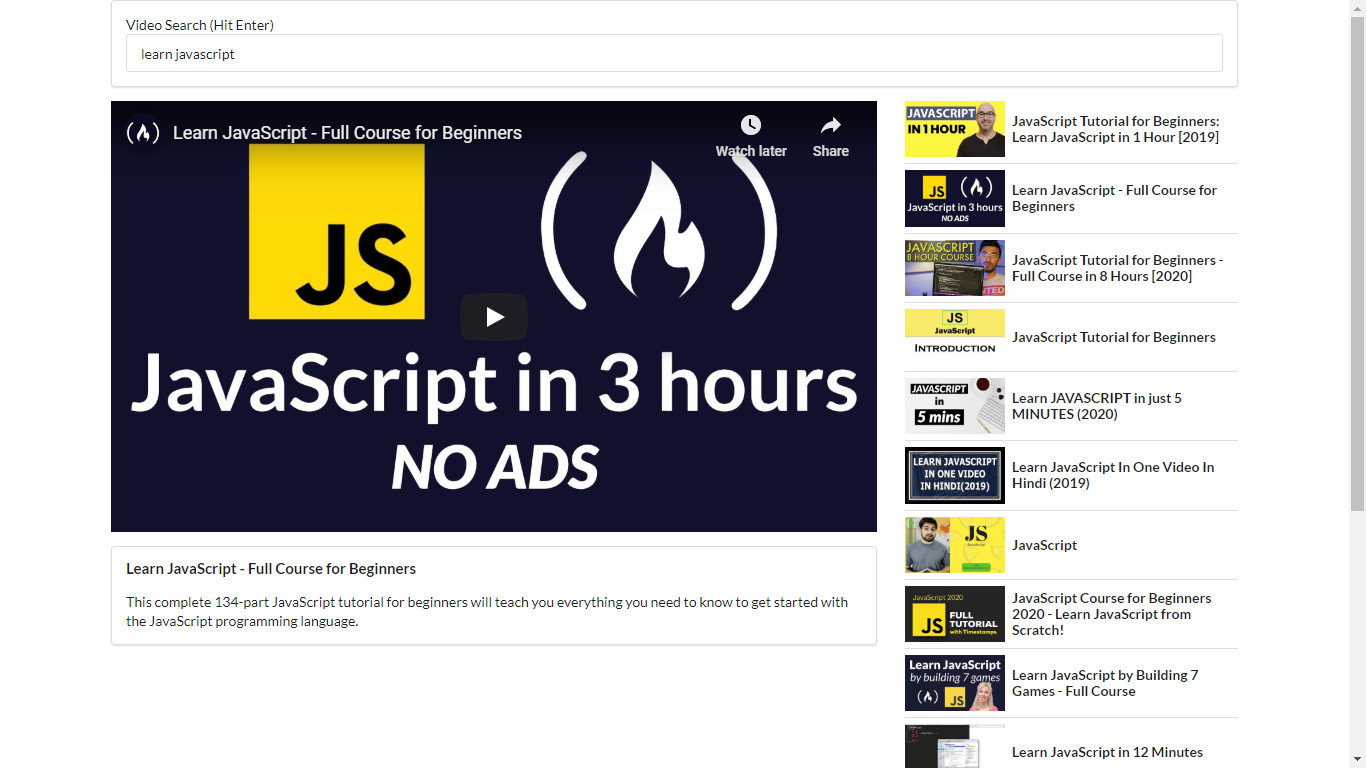 Video Search (Hit Enter)
learn javascript
Learn JavaScript - Full Course for Beginners
Watch later
Share
JS
JavaScript in 3 hours
NO ADS
Learn JavaScript - Full Course for Beginners
This complete 134-part JavaScript tutorial for beginners will teach you everything you need to know to get started with
the JavaScript programming language.
JAVASCRIPT
IN 1 HOUR
JavaScript Tutorial for Beginners:
Learn JavaScript in 1 Hour [2019]
JS
JavaScript in 3 hours
NO ADS
Learn JavaScript - Full Course for
Beginners
JAVASCRIPT
8 HOUR COURSE
JavaScript Tutorial for Beginners -
Full Course in 8 Hours [2020]
JS
JavaScript
INTRODUCTION
JavaScript Tutorial for Beginners
JAVASCRIPT
in
5 mins
Learn JAVASCRIPT in just 5
MINUTES (2020)
LEARN JAVASCRIPT
IN ONE VIDEO
IN HINDI(2019)
Learn JavaScript In One Video In
Hindi (2019)
JS
JavaScript
JavaScript 2020
JS
FULL
TUTORIAL
with Timestamps
JavaScript Course for Beginners
2020 - Learn JavaScript from
Scratch!
Learn JavaScript
by building 7 games
JS
Learn JavaScript by Building 7
Games - Full Course
Learn JavaScript in 12 Minutes